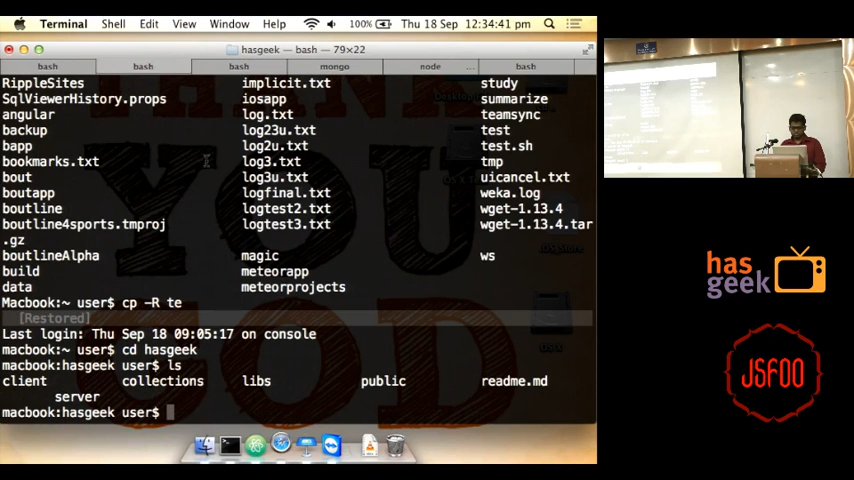 Terminal Shell Edit View Window Help 100% Thu 18 Sep 12:34:41 pm
hasgeek — bash — 79×22
bash bash bash mongo node ... bash
RippleSites implicit.txt study
SqlViewerHistory.props iosapp summarize
angular log.txt teamsync
backup log23u.txt test
bapp log2u.txt test.sh
bookmarks.txt log3.txt tmp
bout log3u.txt uicancel.txt
boutapp logfinal.txt weka.log
boutline logtest2.txt wget-1.13.4
boutline4sports.tmproj logtest3.txt wget-1.13.4.tar
.gz
boutlineAlpha magic ws
build meteorapp
data meteorprojects
Macbook:~ user$ cp -R te
[Restored]
Last login: Thu Sep 18 09:05:17 on console
macbook:~ user$ cd hasgeek
macbook:hasgeek user$ ls
client collections libs public readme.md
server
macbook:hasgeek user$
THANK
YOU
GOD
has
geek
JSFOO